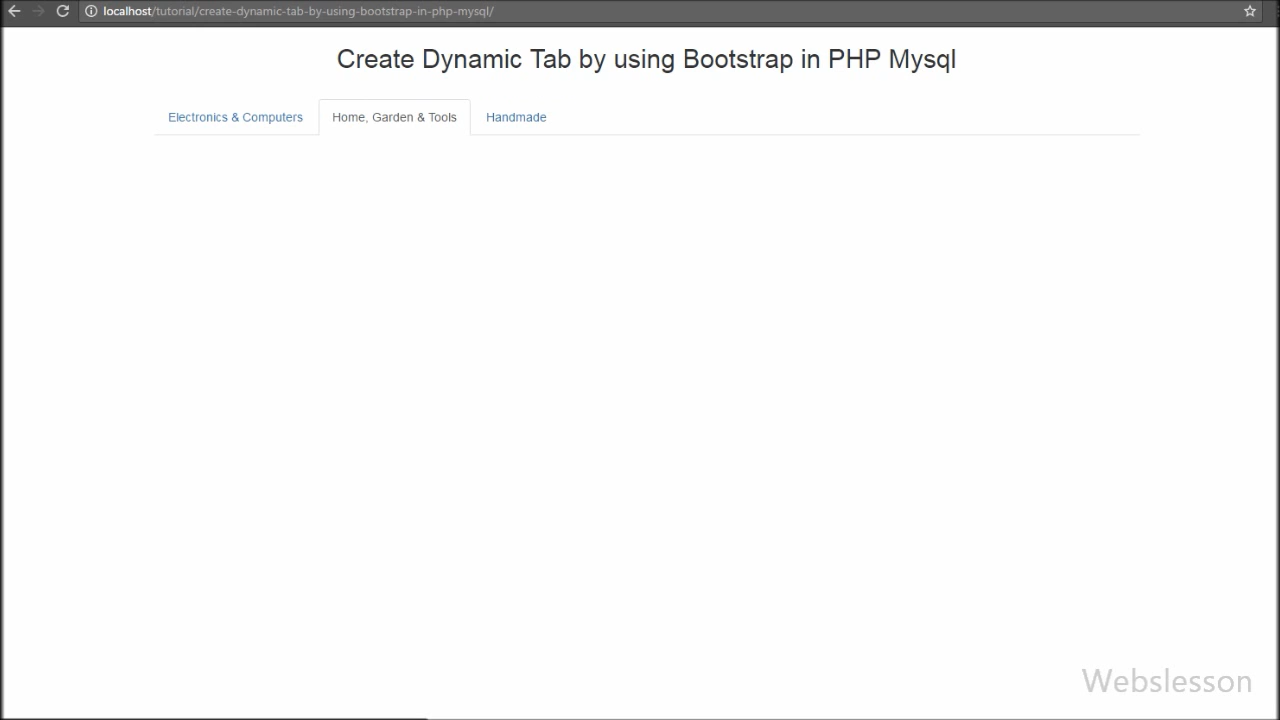 localhost/tutorial/create-dynamic-tab-by-using-bootstrap-in-php-mysql/
Create Dynamic Tab by using Bootstrap in PHP Mysql
Electronics & Computers Home, Garden & Tools Handmade
Webslesson